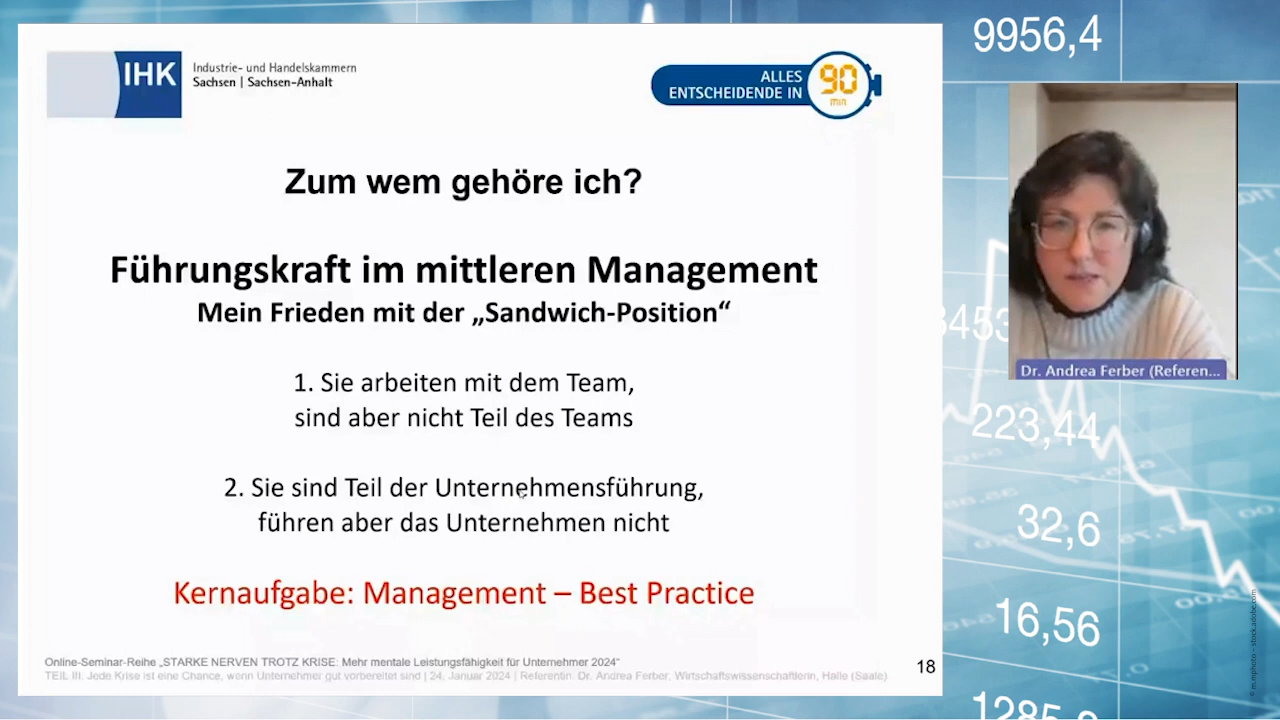 IHK
Industrie- und Handelskammern
Sachsen | Sachsen-Anhalt
ALLES
ENTSCHEIDENDE IN
90
min
Zum wem gehöre ich?
Führungskraft im mittleren Management
Mein Frieden mit der „Sandwich-Position“
1. Sie arbeiten mit dem Team,
sind aber nicht Teil des Teams
2. Sie sind Teil der Unternehmensführung,
führen aber das Unternehmen nicht
Kernaufgabe: Management – Best Practice
Online-Seminar-Reihe „STARKE NERVEN TROTZ KRISE: Mehr mentale Leistungsfähigkeit für Unternehmer 2024“
TEIL III. Jede Krise ist eine Chance, wenn Unternehmer gut vorbereitet sind | 24. Januar 2024 | Referentin: Dr. Andrea Ferber, Wirtschaftswissenschaftlerin, Halle (Saale)
18
9956,4
Dr. Andrea Ferber (Referen...
223,44
32,6
16,56